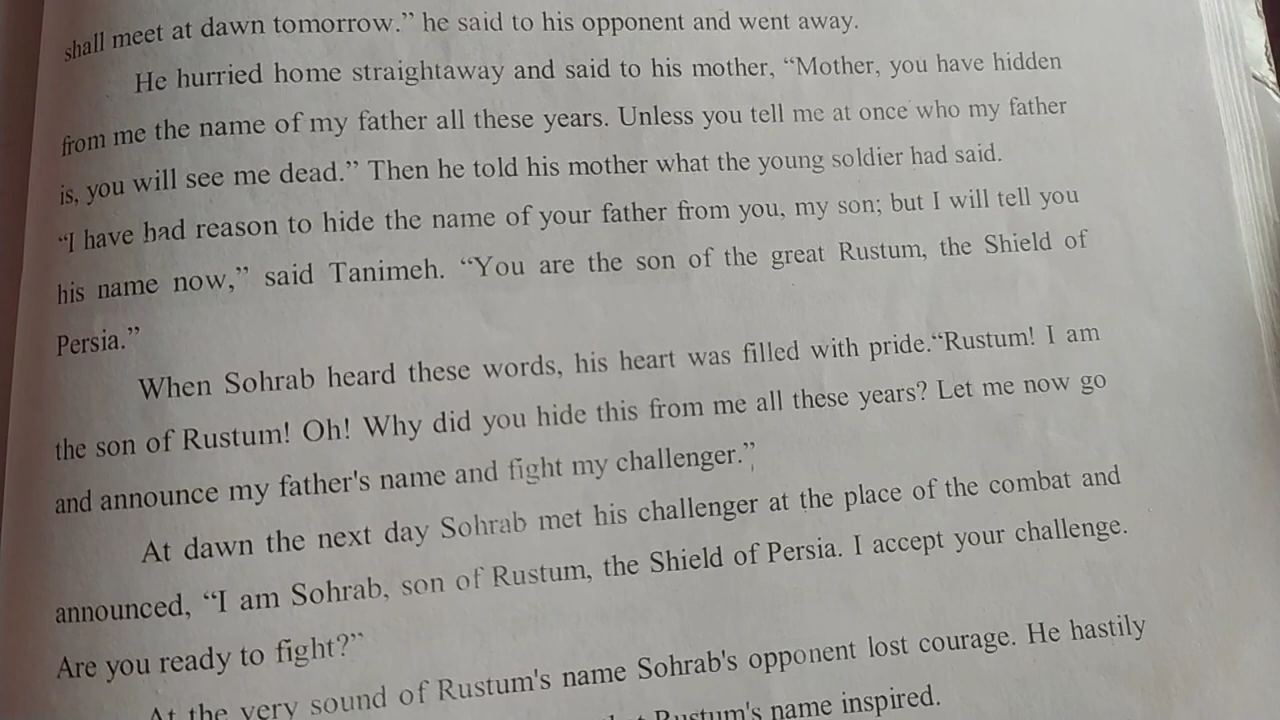 shall meet at dawn tomorrow.” he said to his opponent and went away.
He hurried home straightaway and said to his mother, “Mother, you have hidden
from me the name of my father all these years. Unless you tell me at once who my father
is, you will see me dead.” Then he told his mother what the young soldier had said.
“I have had reason to hide the name of your father from you, my son; but I will tell you
his name now,” said Tanimeh. “You are the son of the great Rustum, the Shield of
Persia.”
When Sohrab heard these words, his heart was filled with pride.“Rustum! I am
the son of Rustum! Oh! Why did you hide this from me all these years? Let me now go
and announce my father's name and fight my challenger.”
At dawn the next day Sohrab met his challenger at the place of the combat and
announced, “I am Sohrab, son of Rustum, the Shield of Persia. I accept your challenge.
Are you ready to fight?”
At the very sound of Rustum's name Sohrab's opponent lost courage. He hastily
Rustum's name inspired.